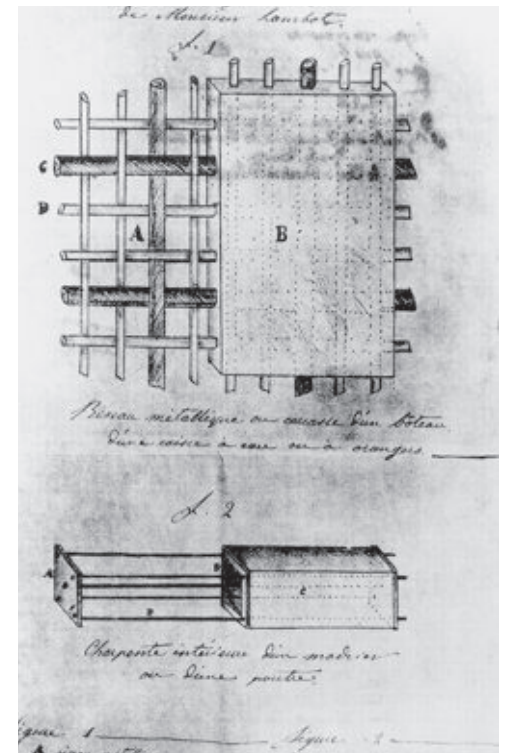 de Monsieur Lambot.
f. 1
C
D
A
B
Réseau métallique ou carcasse d'un bateau
d'une caisse à eau ou à oranges
f. 2
A
B
C
D
Charpente intérieure d'un madrier
ou d'une poutre.
figure 1 figure 2